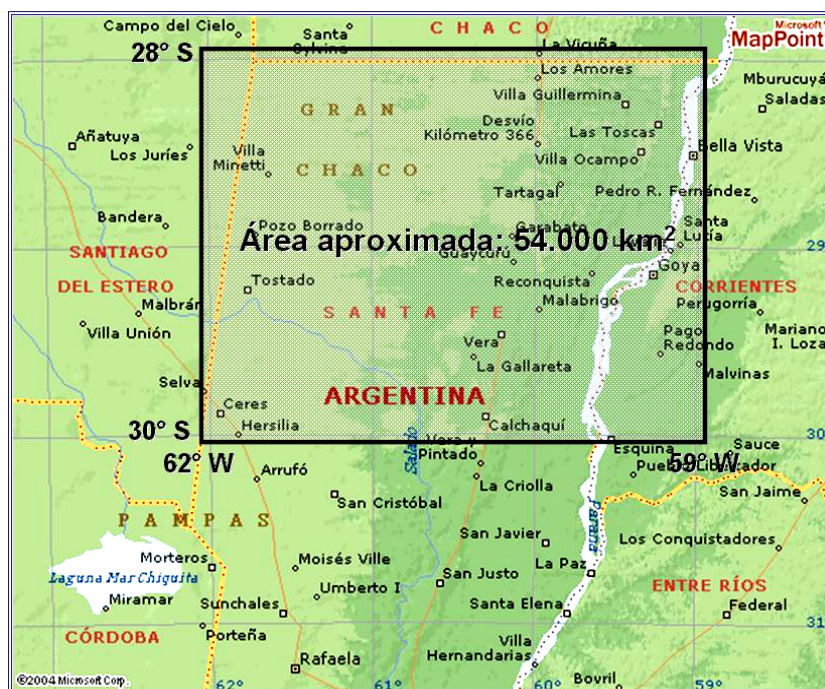 Campo del Cielo
Santa
Sylvina
CHACO
Microsoft
MapPoint
28° S
La Vicuña
Los Amores
GRAN
CHACO
Villa Guillermina
Mburucuyá
Saladas
Desvío
Kilómetro 366
Las Toscas
Añatuya
Los Juríes
Villa
Minetti
Villa Ocampo
Bella Vista
Tartagal
Pedro R. Fernández
Bandera
Pozo Borrado
Garabato
Santa
Lucía
Área aproximada: 54.000 km²
29°
SANTIAGO
DEL ESTERO
Guaycurú
Goya
Tostado
Reconquista
CORRIENTES
Malbrán
SANTA FE
Malabrigo
Perugorría
Villa Unión
Vera
Pago
Redondo
Mariano
I. Loza
La Gallareta
Malvinas
Selva
ARGENTINA
Ceres
30° S
Hersilia
Calchaquí
30°
Salado
Vera y
Pintado
Esquina
Sauce
62° W
59° W
Pueblo Libertador
Arrufó
La Criolla
San Jaime
San Cristóbal
PAMPAS
Paraná
San Javier
Los Conquistadores
Morteros
Moisés Ville
La Paz
Laguna Mar Chiquita
San Justo
ENTRE RÍOS
Miramar
Umberto I
Sunchales
Santa Elena
Federal
CÓRDOBA
Porteña
31°
Villa
Hernandarias
Rafaela
Bovril
©2004 Microsoft Corp.
62°
61°
60°
59°